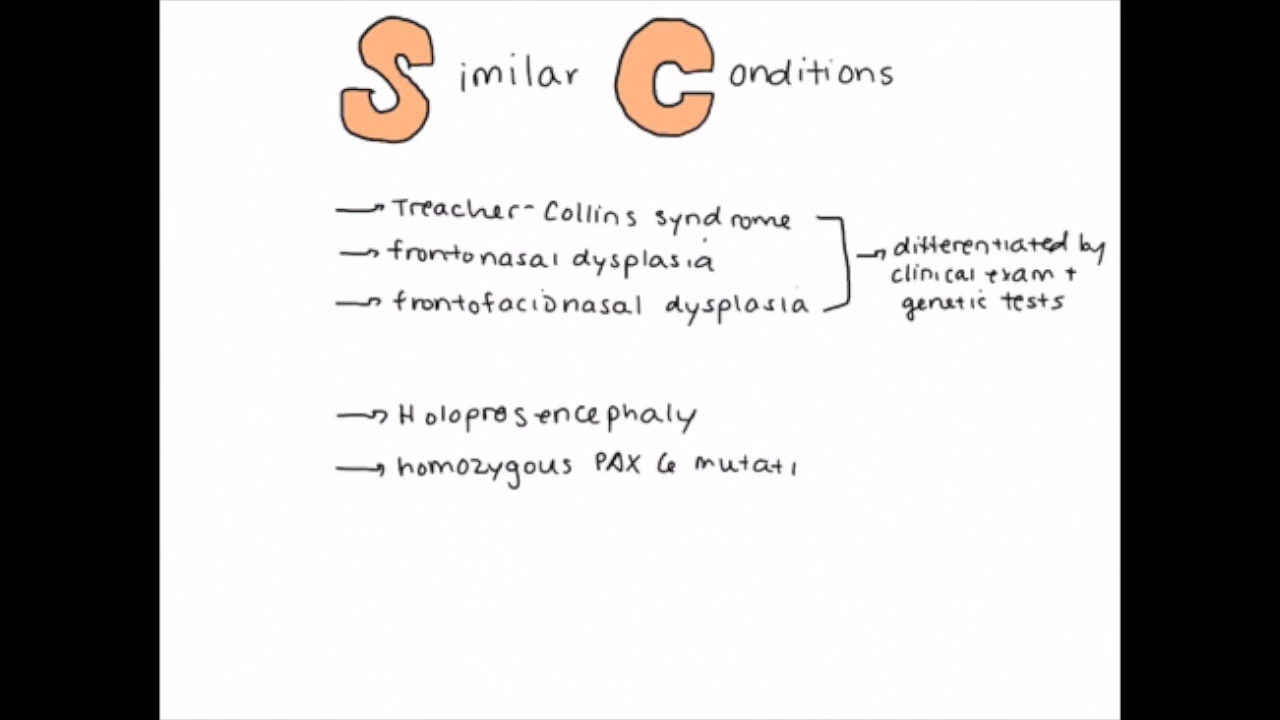 Similar Conditions
→ Treacher-Collins syndrome
→ frontonasal dysplasia
→ frontofacionasal dysplasia
→ differentiated by
clinical exam +
genetic tests
→ Holoprosencephaly
→ homozygous PAX 6 mutati